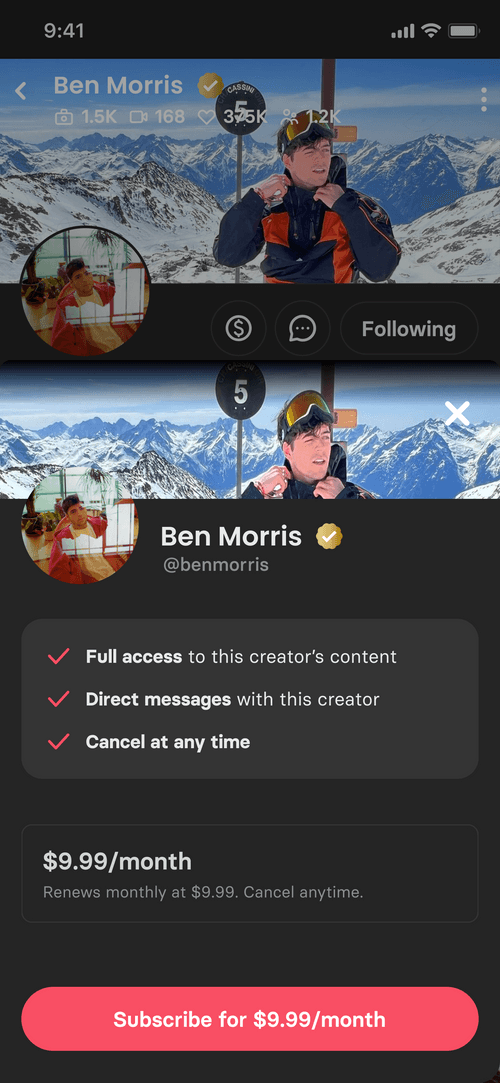 9:41
Ben Morris
1.5K 168 375K 1.2K
CASSINI
5
Following
5
Ben Morris
@benmorris
Full access to this creator's content
Direct messages with this creator
Cancel at any time
$9.99/month
Renews monthly at $9.99. Cancel anytime.
Subscribe for $9.99/month